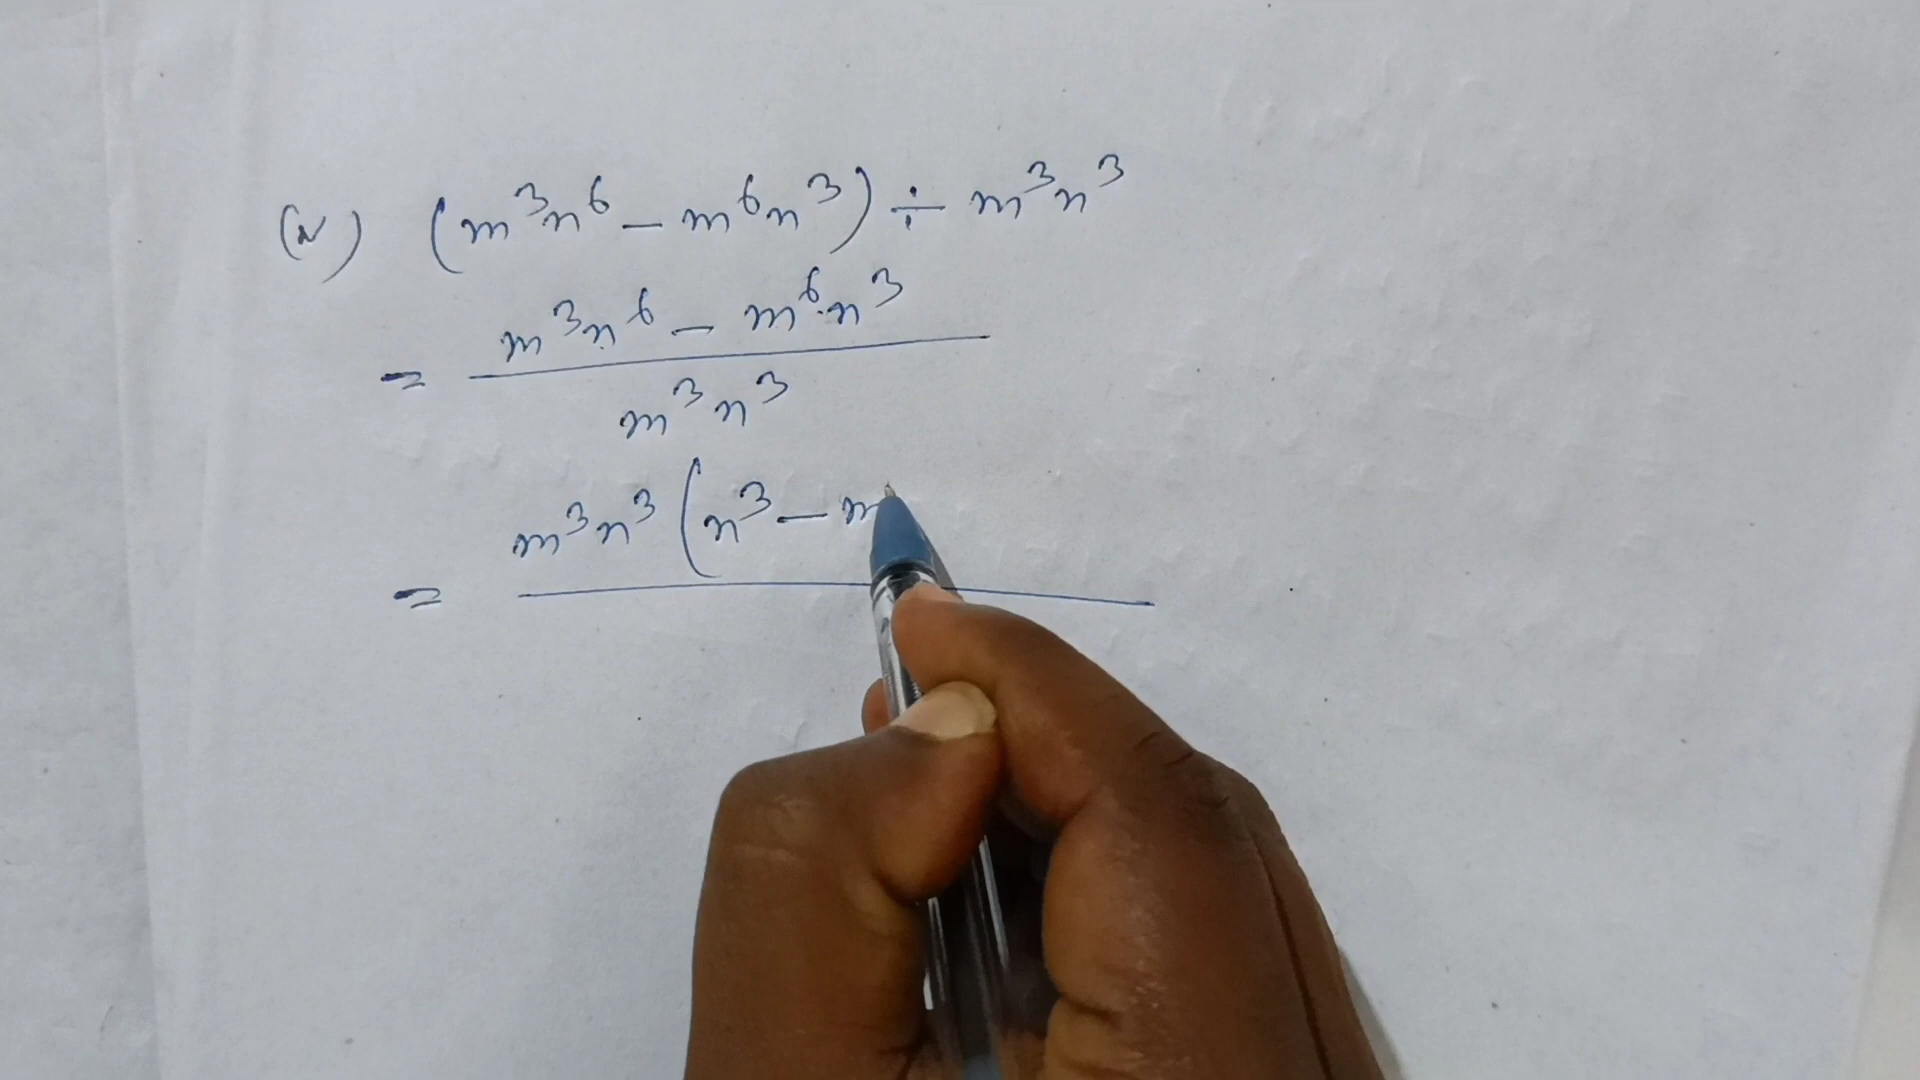 (v) (m³n⁶ - m⁶n³) ÷ m³n³
= m³n⁶ - m⁶n³
m³n³
= m³n³ (n³ - m